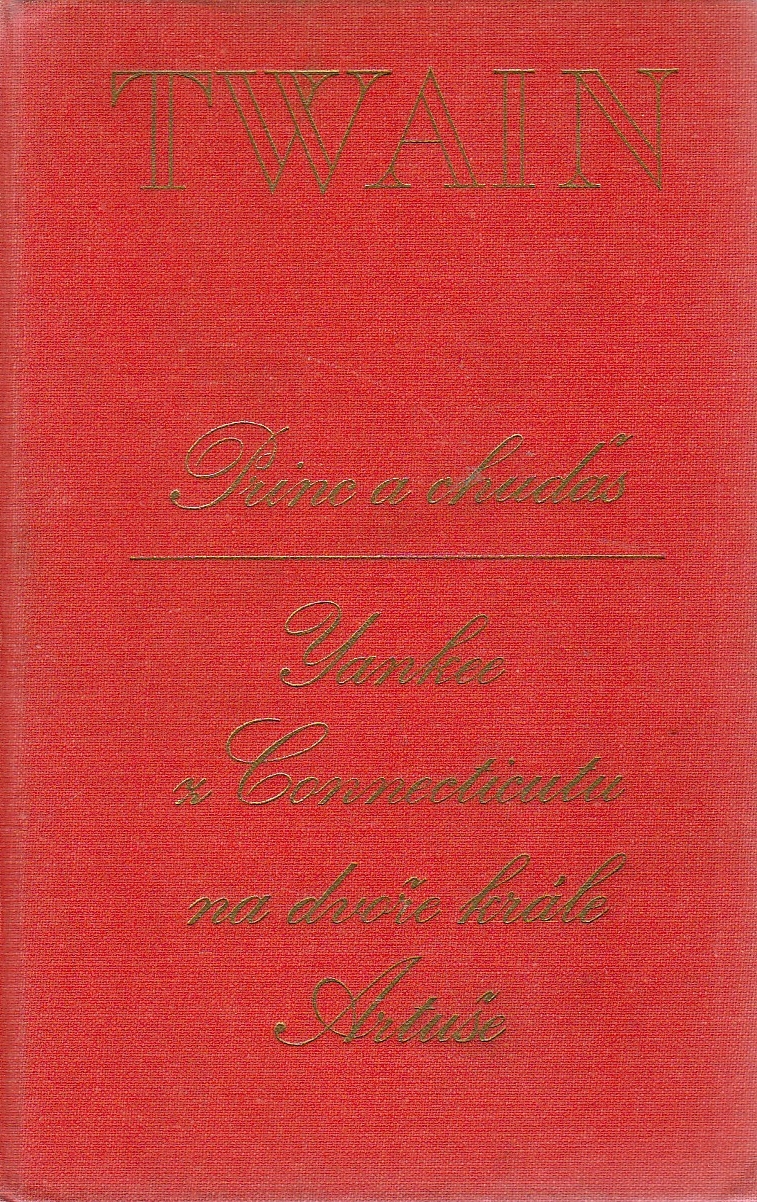 TWAIN
Princ a chuďas
Yankee
z Connecticutu
na dvoře krále
Artuše